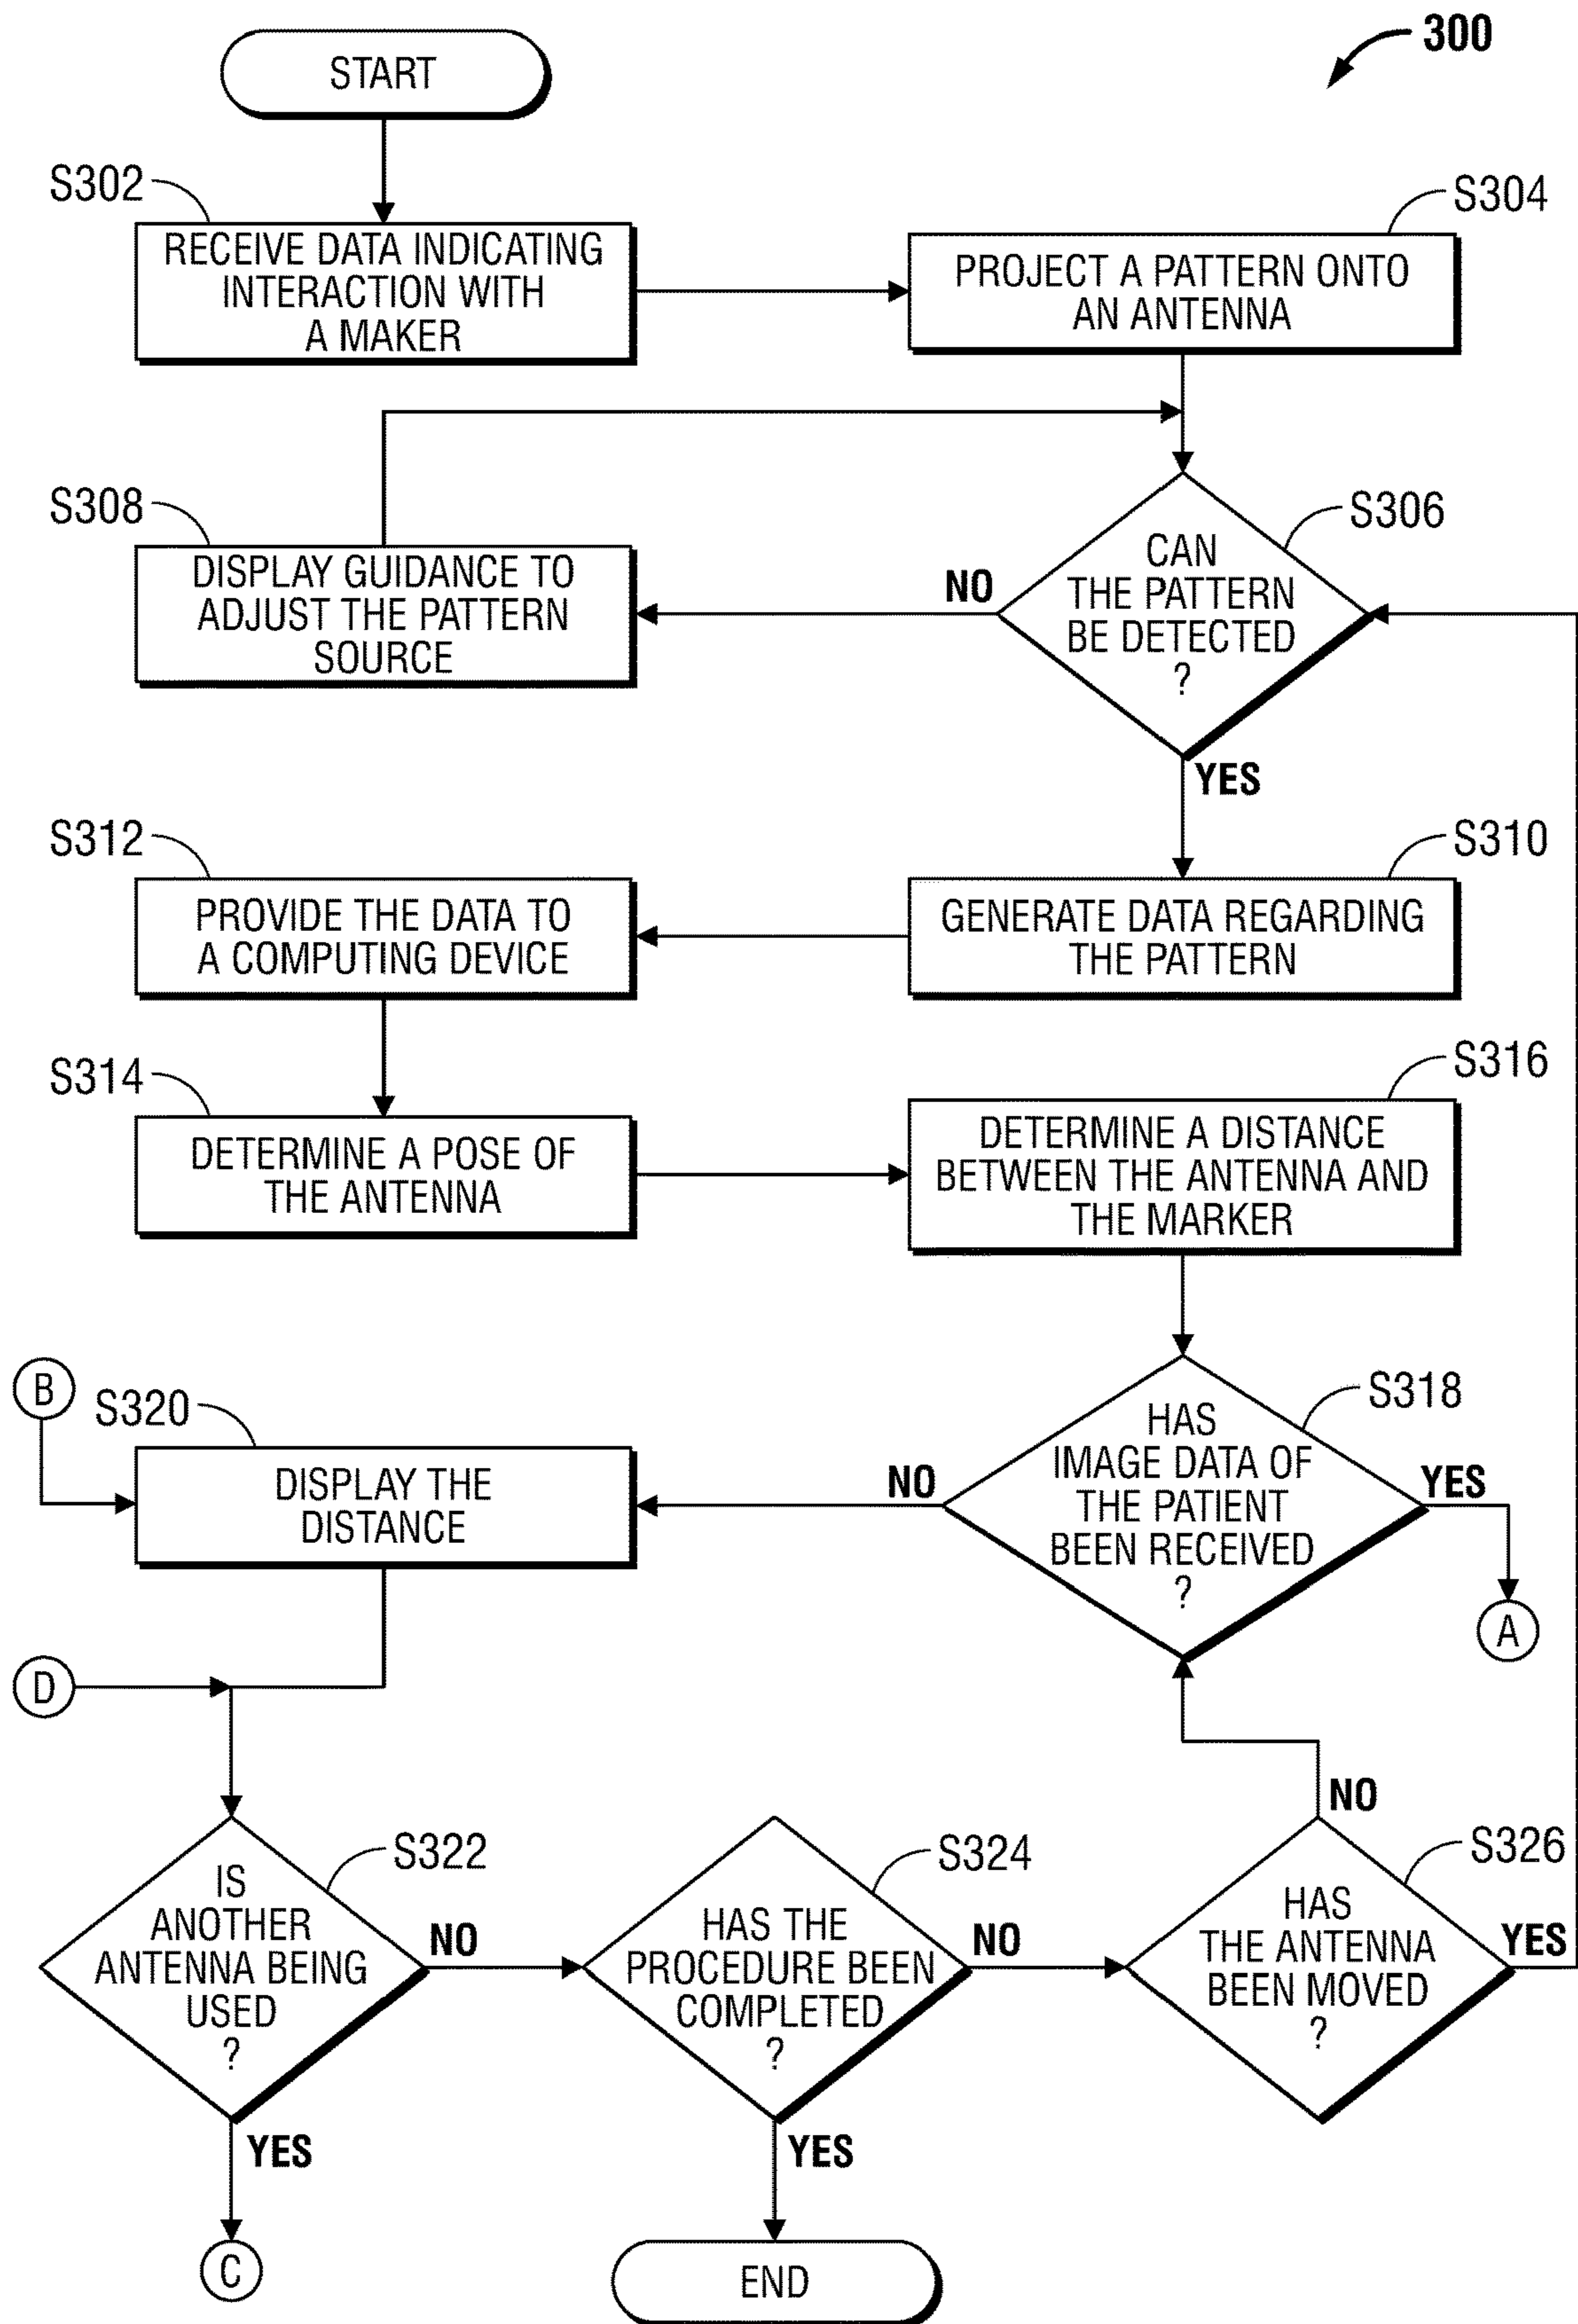 300
START
S302
RECEIVE DATA INDICATING
INTERACTION WITH
A MAKER
S304
PROJECT A PATTERN ONTO
AN ANTENNA
S308
DISPLAY GUIDANCE TO
ADJUST THE PATTERN
SOURCE
NO
S306
CAN
THE PATTERN
BE DETECTED
?
YES
S312
PROVIDE THE DATA TO
A COMPUTING DEVICE
S310
GENERATE DATA REGARDING
THE PATTERN
S314
DETERMINE A POSE OF
THE ANTENNA
S316
DETERMINE A DISTANCE
BETWEEN THE ANTENNA AND
THE MARKER
B
S320
DISPLAY THE
DISTANCE
NO
S318
HAS
IMAGE DATA OF
THE PATIENT
BEEN RECEIVED
?
YES
A
D
S322
IS
ANOTHER
ANTENNA BEING
USED
?
NO
YES
C
S324
HAS THE
PROCEDURE BEEN
COMPLETED
?
NO
YES
END
NO
S326
HAS
THE ANTENNA
BEEN MOVED
?
YES